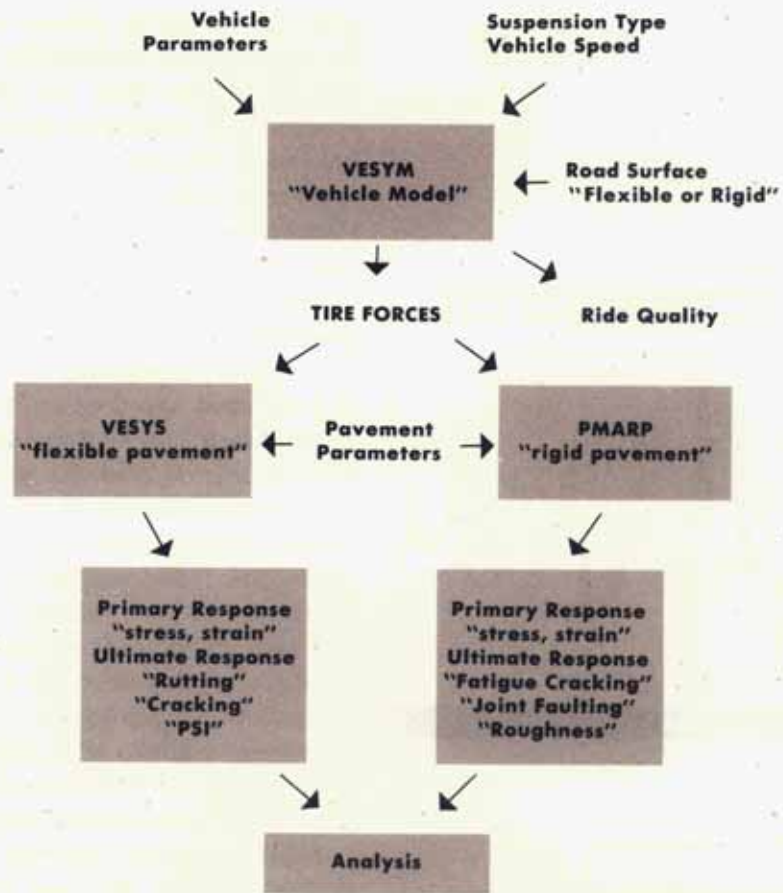 Vehicle
Parameters
Suspension Type
Vehicle Speed
VESYM
"Vehicle Model"
Road Surface
"Flexible or Rigid"
TIRE FORCES
Ride Quality
VESYS
"flexible pavement"
Pavement
Parameters
PMARP
"rigid pavement"
Primary Response
"stress, strain"
Ultimate Response
"Rutting"
"Cracking"
"PSI"
Primary Response
"stress, strain"
Ultimate Response
"Fatigue Cracking"
"Joint Faulting"
"Roughness"
Analysis